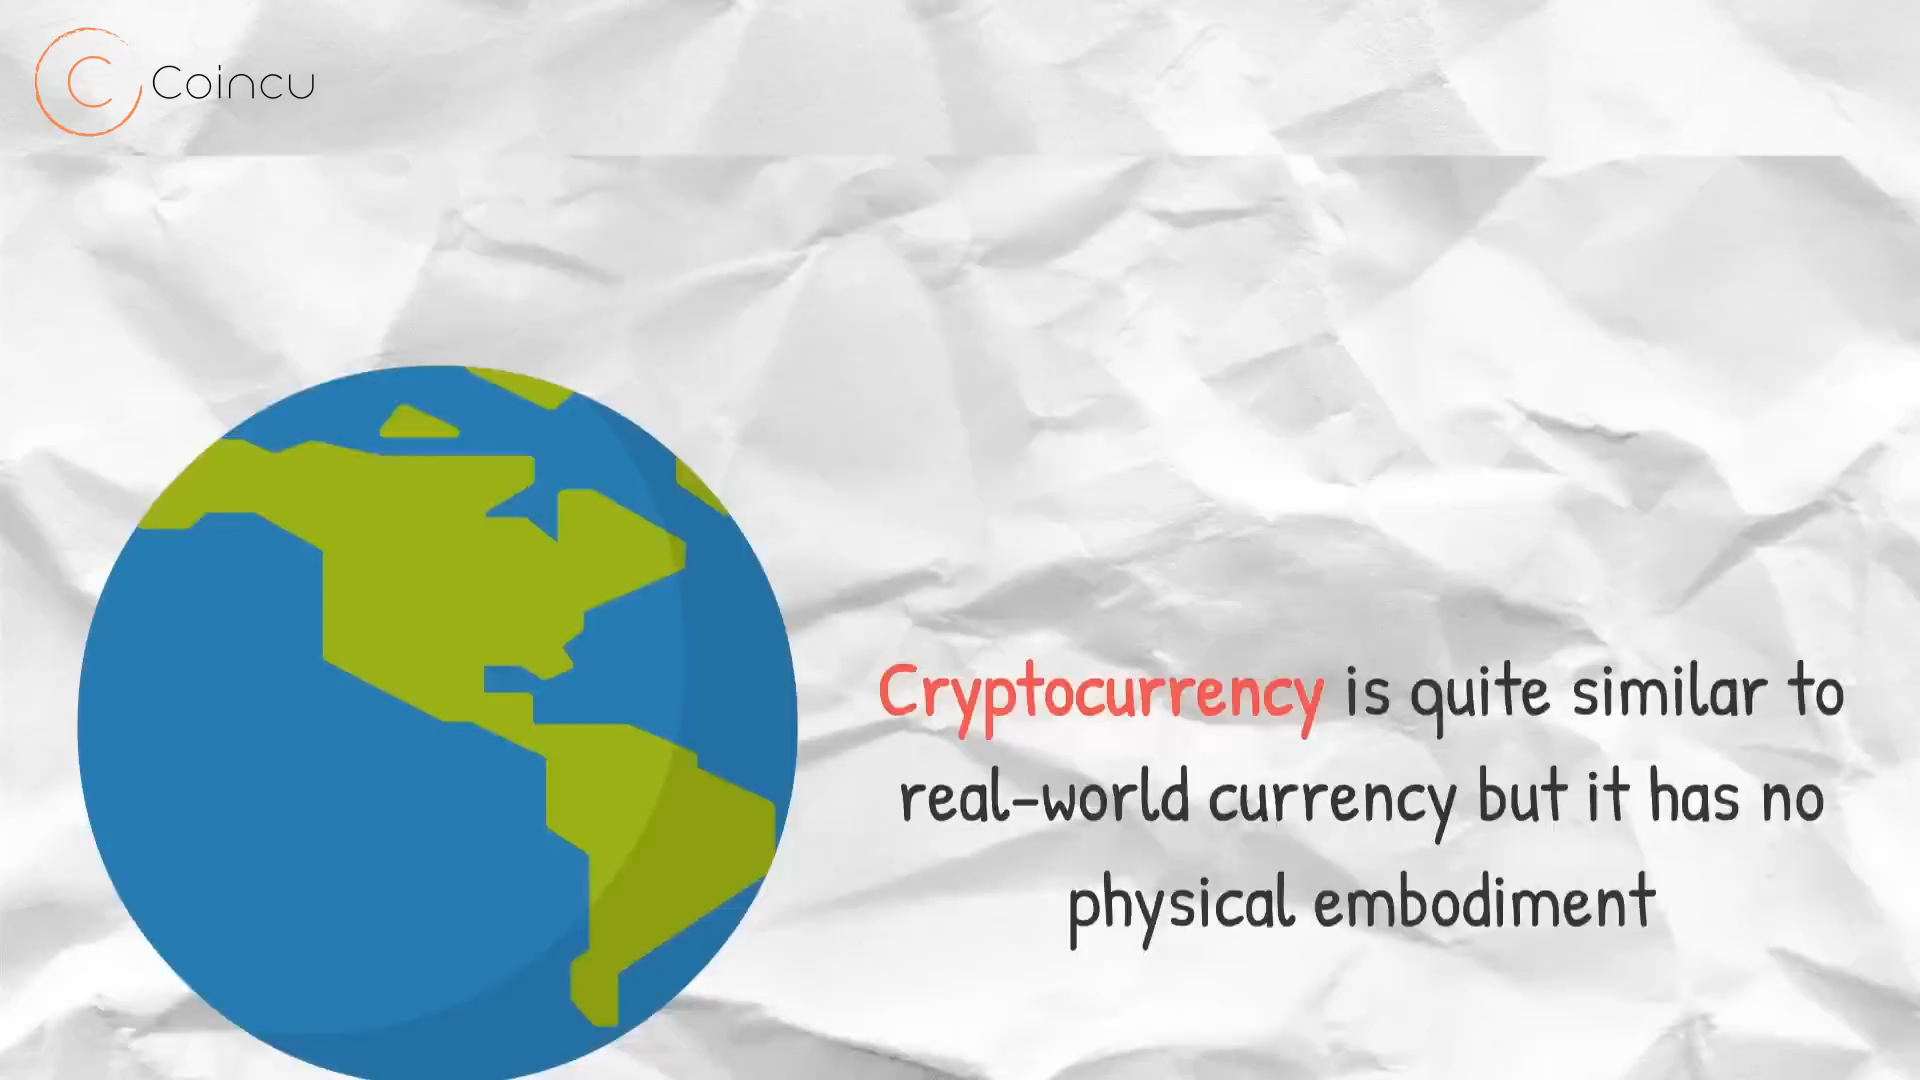 Coincu
Cryptocurrency is quite similar to
real-world currency but it has no
physical embodiment